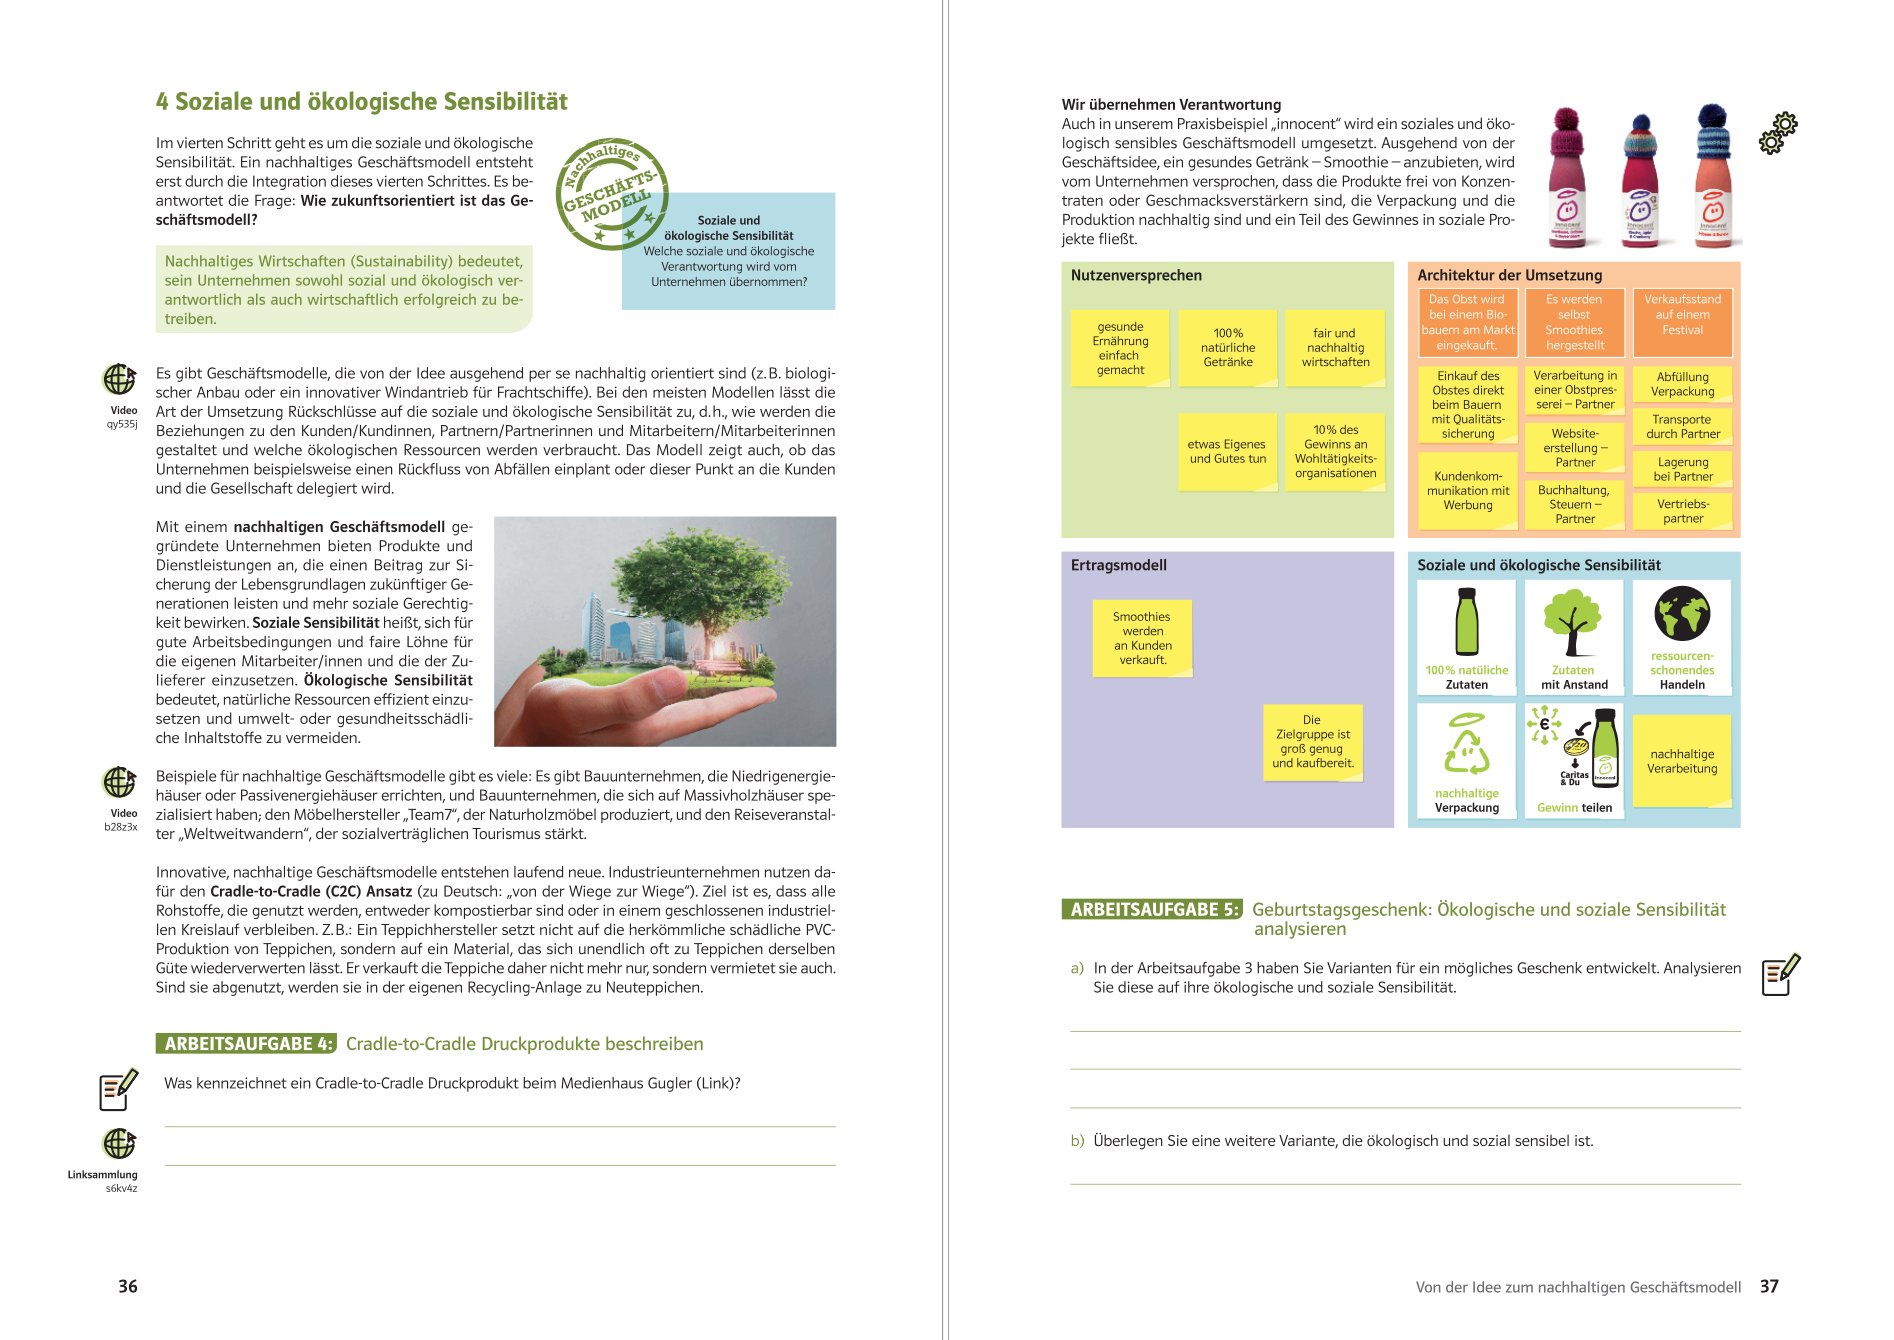 4 Soziale und ökologische Sensibilität
Im vierten Schritt geht es um die soziale und ökologische
Sensibilität. Ein nachhaltiges Geschäftsmodell entsteht
erst durch die Integration dieses vierten Schrittes. Es be-
antwortet die Frage: Wie zukunftsorientiert ist das Ge-
schäftsmodell?
Nachhaltiges
GESCHÄFTS-
MODELL
Soziale und
ökologische Sensibilität
Welche soziale und ökologische
Verantwortung wird vom
Unternehmen übernommen?
Nachhaltiges Wirtschaften (Sustainability) bedeutet,
sein Unternehmen sowohl sozial und ökologisch ver-
antwortlich als auch wirtschaftlich erfolgreich zu be-
treiben.
Video
qy535j
Es gibt Geschäftsmodelle, die von der Idee ausgehend per se nachhaltig orientiert sind (z. B. biologi-
scher Anbau oder ein innovativer Windantrieb für Frachtschiffe). Bei den meisten Modellen lässt die
Art der Umsetzung Rückschlüsse auf die soziale und ökologische Sensibilität zu, d. h., wie werden die
Beziehungen zu den Kunden/Kundinnen, Partnern/Partnerinnen und Mitarbeitern/Mitarbeiterinnen
gestaltet und welche ökologischen Ressourcen werden verbraucht. Das Modell zeigt auch, ob das
Unternehmen beispielsweise einen Rückfluss von Abfällen einplant oder dieser Punkt an die Kunden
und die Gesellschaft delegiert wird.
Mit einem nachhaltigen Geschäftsmodell ge-
gründete Unternehmen bieten Produkte und
Dienstleistungen an, die einen Beitrag zur Si-
cherung der Lebensgrundlagen zukünftiger Ge-
nerationen leisten und mehr soziale Gerechtig-
keit bewirken. Soziale Sensibilität heißt, sich für
gute Arbeitsbedingungen und faire Löhne für
die eigenen Mitarbeiter/innen und die der Zu-
lieferer einzusetzen. Ökologische Sensibilität
bedeutet, natürliche Ressourcen effizient einzu-
setzen und umwelt- oder gesundheitsschädli-
che Inhaltstoffe zu vermeiden.
Video
b28z3x
Beispiele für nachhaltige Geschäftsmodelle gibt es viele: Es gibt Bauunternehmen, die Niedrigenergie-
häuser oder Passivenergiehäuser errichten, und Bauunternehmen, die sich auf Massivholzhäuser spe-
zialisiert haben; den Möbelhersteller „Team7“, der Naturholzmöbel produziert, und den Reiseveranstal-
ter „Weltweitwandern“, der sozialverträglichen Tourismus stärkt.
Innovative, nachhaltige Geschäftsmodelle entstehen laufend neue. Industrieunternehmen nutzen da-
für den Cradle-to-Cradle (C2C) Ansatz (zu Deutsch: „von der Wiege zur Wiege“). Ziel ist es, dass alle
Rohstoffe, die genutzt werden, entweder kompostierbar sind oder in einem geschlossenen industriel-
len Kreislauf verbleiben. Z. B.: Ein Teppichhersteller setzt nicht auf die herkömmliche schädliche PVC-
Produktion von Teppichen, sondern auf ein Material, das sich unendlich oft zu Teppichen derselben
Güte wiederverwerten lässt. Er verkauft die Teppiche daher nicht mehr nur, sondern vermietet sie auch.
Sind sie abgenutzt, werden sie in der eigenen Recycling-Anlage zu Neuteppichen.
ARBEITSAUFGABE 4: Cradle-to-Cradle Druckprodukte beschreiben
Was kennzeichnet ein Cradle-to-Cradle Druckprodukt beim Medienhaus Gugler (Link)?
Linksammlung
s6kv4z
36
Wir übernehmen Verantwortung
Auch in unserem Praxisbeispiel „innocent“ wird ein soziales und öko-
logisch sensibles Geschäftsmodell umgesetzt. Ausgehend von der
Geschäftsidee, ein gesundes Getränk – Smoothie – anzubieten, wird
vom Unternehmen versprochen, dass die Produkte frei von Konzen-
traten oder Geschmacksverstärkern sind, die Verpackung und die
Produktion nachhaltig sind und ein Teil des Gewinnes in soziale Pro-
jekte fließt.
innocent
innocent
innocent
Nutzenversprechen
gesunde
Ernährung
einfach
gemacht
100 %
natürliche
Getränke
fair und
nachhaltig
wirtschaften
etwas Eigenes
und Gutes tun
10 % des
Gewinns an
Wohltätigkeits-
organisationen
Architektur der Umsetzung
Das Obst wird
bei einem Bio-
bauern am Markt
eingekauft.
Es werden
selbst
Smoothies
hergestellt
Verkaufsstand
auf einem
Festival
Einkauf des
Obstes direkt
beim Bauern
mit Qualitäts-
sicherung
Kundenkom-
munikation mit
Werbung
Verarbeitung in
einer Obstpres-
serei – Partner
Website-
erstellung –
Partner
Buchhaltung,
Steuern –
Partner
Abfüllung
Verpackung
Transporte
durch Partner
Lagerung
bei Partner
Vertriebs-
partner
Ertragsmodell
Smoothies
werden
an Kunden
verkauft.
Die
Zielgruppe ist
groß genug
und kaufbereit.
Soziale und ökologische Sensibilität
100 % natüliche
Zutaten
Zutaten
mit Anstand
ressourcen-
schonendes
Handeln
nachhaltige
Verpackung
€
Caritas
& Du
innocent
Gewinn teilen
nachhaltige
Verarbeitung
ARBEITSAUFGABE 5: Geburtstagsgeschenk: Ökologische und soziale Sensibilität
analysieren
a) In der Arbeitsaufgabe 3 haben Sie Varianten für ein mögliches Geschenk entwickelt. Analysieren
Sie diese auf ihre ökologische und soziale Sensibilität.
b) Überlegen Sie eine weitere Variante, die ökologisch und sozial sensibel ist.
Von der Idee zum nachhaltigen Geschäftsmodell 37